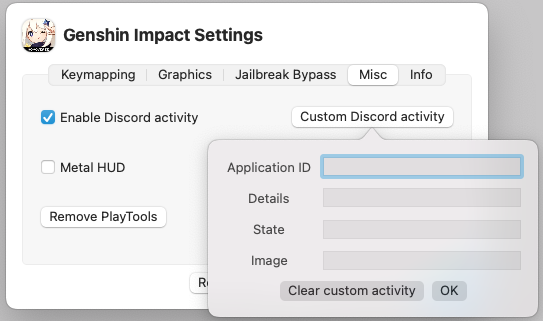 Genshin Impact Settings
Keymapping Graphics Jailbreak Bypass Misc Info
Enable Discord activity Custom Discord activity
Metal HUD
Remove PlayTools
Application ID
Details
State
Image
Clear custom activity OK